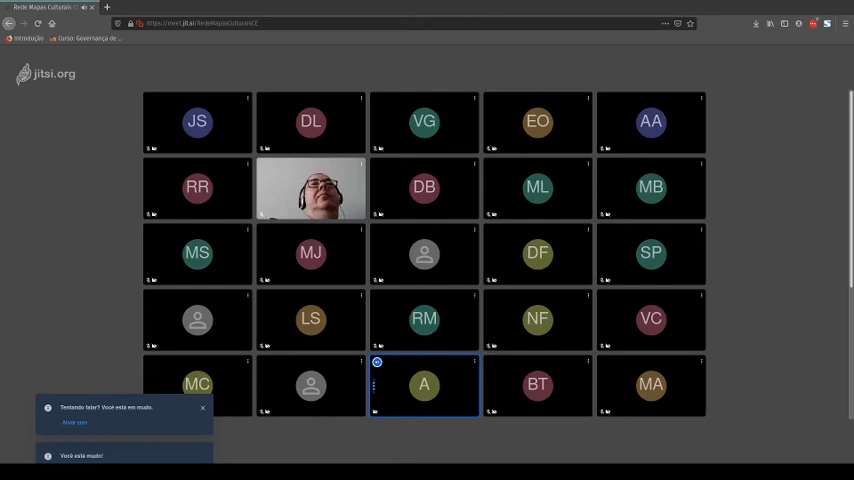 Rede Mapas Culturais C
https://meet.jit.si/RedeMapasCulturaisCE
Introdução
Curso: Governança de ...
jitsi.org
JS DL VG EO AA
RR DB ML MB
MS MJ DF SP
LS RM NF VC
MC A BT MA
Tentando falar? Você está em mudo.
Ativar som
Você está mudo!